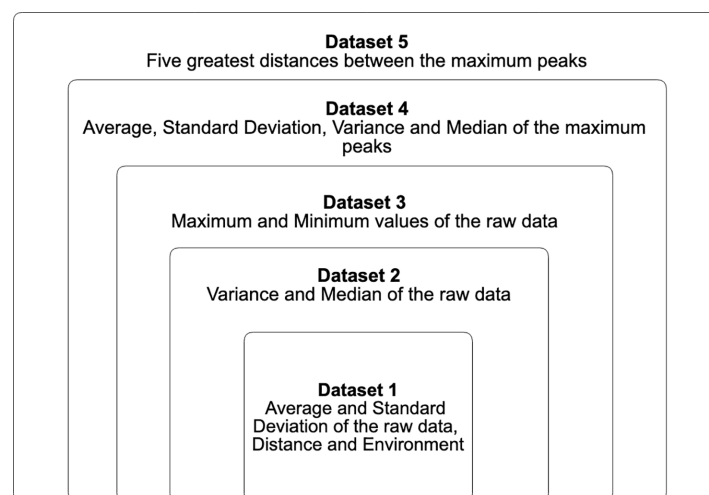 Dataset 5
Five greatest distances between the maximum peaks
Dataset 4
Average, Standard Deviation, Variance and Median of the maximum
peaks
Dataset 3
Maximum and Minimum values of the raw data
Dataset 2
Variance and Median of the raw data
Dataset 1
Average and Standard
Deviation of the raw data,
Distance and Environment